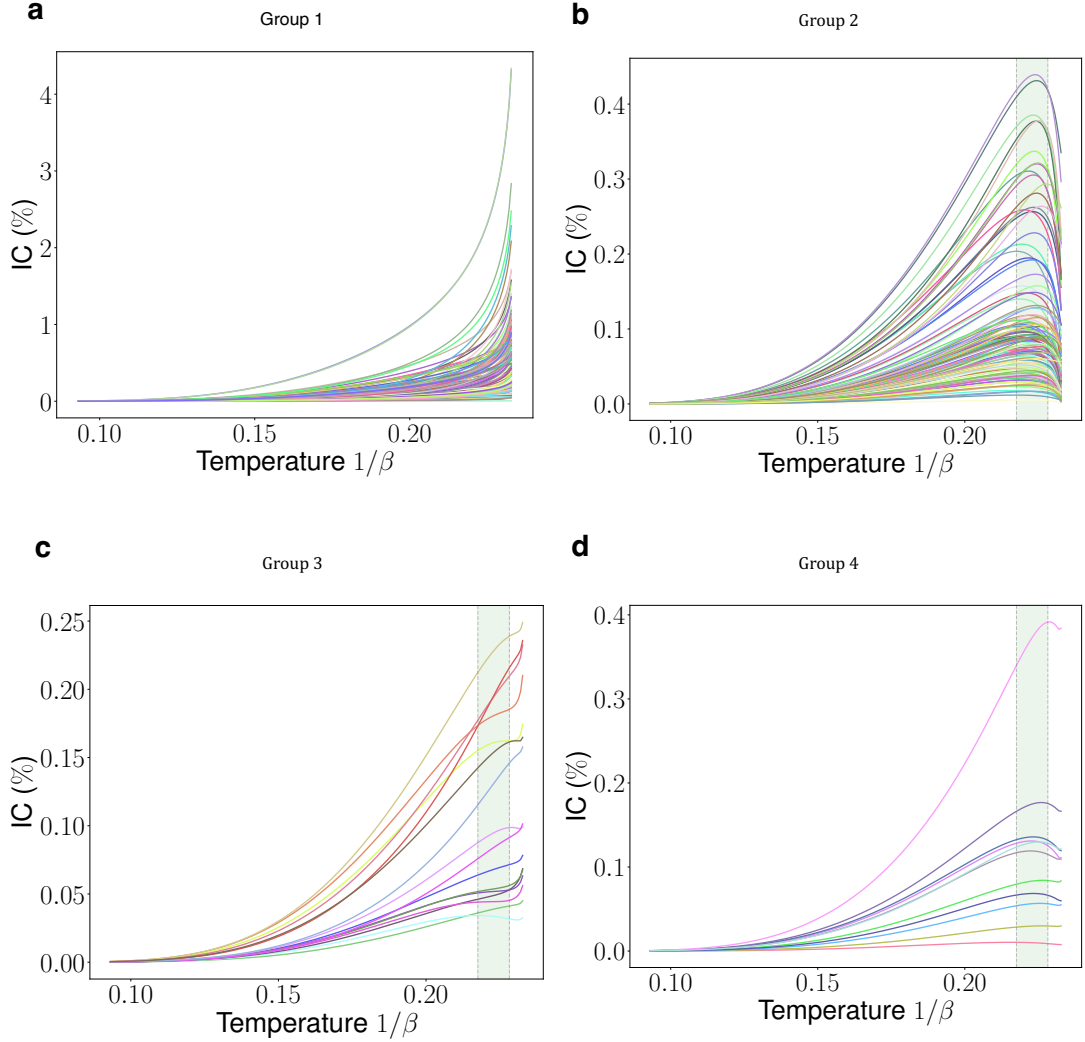 a
Group 1
IC (%)
4
3
2
1
0
0.10 0.15 0.20
Temperature 1/β
b
Group 2
IC (%)
0.4
0.3
0.2
0.1
0.0
0.10 0.15 0.20
Temperature 1/β
c
Group 3
IC (%)
0.25
0.20
0.15
0.10
0.05
0.00
0.10 0.15 0.20
Temperature 1/β
d
Group 4
IC (%)
0.4
0.3
0.2
0.1
0.0
0.10 0.15 0.20
Temperature 1/β